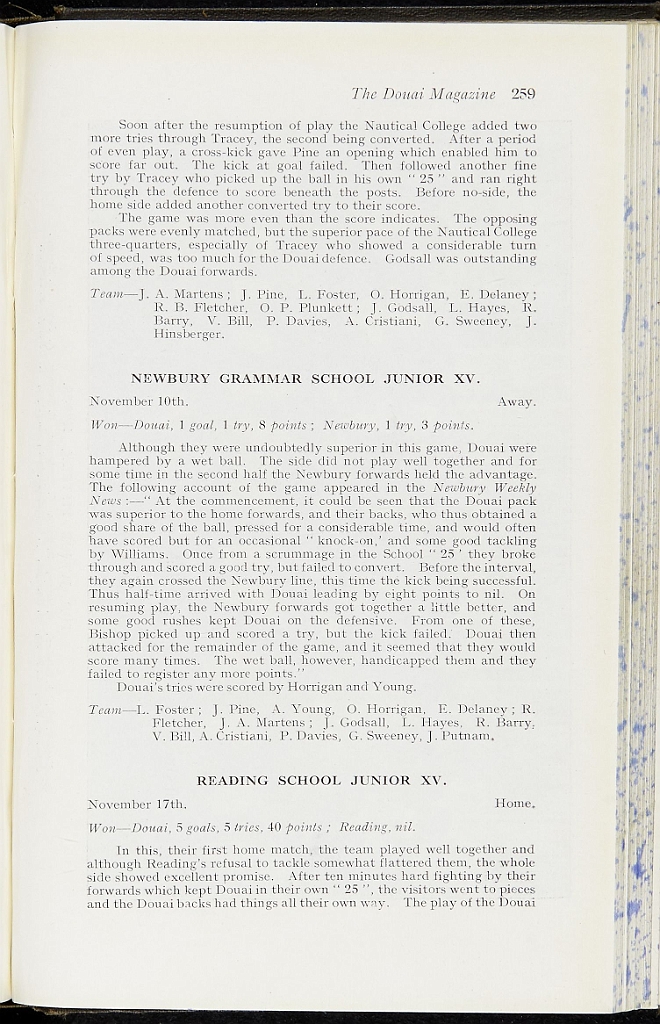 The Douai Magazine 259
Soon after the resumption of play the Nautical College added two
more tries through Tracey, the second being converted. After a period
of even play, a cross-kick gave Pine an opening which enabled him to
score far out. The kick at goal failed. Then followed another fine
try by Tracey who picked up the ball in his own " 25 " and ran right
through the defence to score beneath the posts. Before no-side, the
home side added another converted try to their score.
The game was more even than the score indicates. The opposing
packs were evenly matched, but the superior pace of the Nautical College
three-quarters, especially of Tracey who showed a considerable turn
of speed, was too much for the Douai defence. Godsall was outstanding
among the Douai forwards.
Team—J. A. Martens ; J. Pine, L. Foster, O. Horrigan, E. Delaney ;
R. B. Fletcher, O. P. Plunkett ; J. Godsall, L. Hayes, R.
Barry, V. Bill, P. Davies, A. Cristiani, G. Sweeney, J.
Hinsberger.
NEWBURY GRAMMAR SCHOOL JUNIOR XV.
November 10th. Away.
Won—Douai, 1 goal, 1 try, 8 points ; Newbury, 1 try, 3 points.
Although they were undoubtedly superior in this game, Douai were
hampered by a wet ball. The side did not play well together and for
some time in the second half the Newbury forwards held the advantage.
The following account of the game appeared in the Newbury Weekly
News :—" At the commencement, it could be seen that the Douai pack
was superior to the home forwards, and their backs, who thus obtained a
good share of the ball, pressed for a considerable time, and would often
have scored but for an occasional " knock-on,' and some good tackling
by Williams. Once from a scrummage in the School " 25 ' they broke
through and scored a good try, but failed to convert. Before the interval,
they again crossed the Newbury line, this time the kick being successful.
Thus half-time arrived with Douai leading by eight points to nil. On
resuming play, the Newbury forwards got together a little better, and
some good rushes kept Douai on the defensive. From one of these,
Bishop picked up and scored a try, but the kick failed. Douai then
attacked for the remainder of the game, and it seemed that they would
score many times. The wet ball, however, handicapped them and they
failed to register any more points."
Douai's tries were scored by Horrigan and Young.
Team—L. Foster ; J. Pine, A. Young, O. Horrigan, E. Delaney ; R.
Fletcher, J. A. Martens ; J. Godsall, L. Hayes, R. Barry,
V. Bill, A. Cristiani, P. Davies, G. Sweeney, J. Putnam.
READING SCHOOL JUNIOR XV.
November 17th. Home.
Won—Douai, 5 goals, 5 tries, 40 points ; Reading, nil.
In this, their first home match, the team played well together and
although Reading's refusal to tackle somewhat flattered them, the whole
side showed excellent promise. After ten minutes hard fighting by their
forwards which kept Douai in their own " 25 ", the visitors went to pieces
and the Douai backs had things all their own way. The play of the Douai